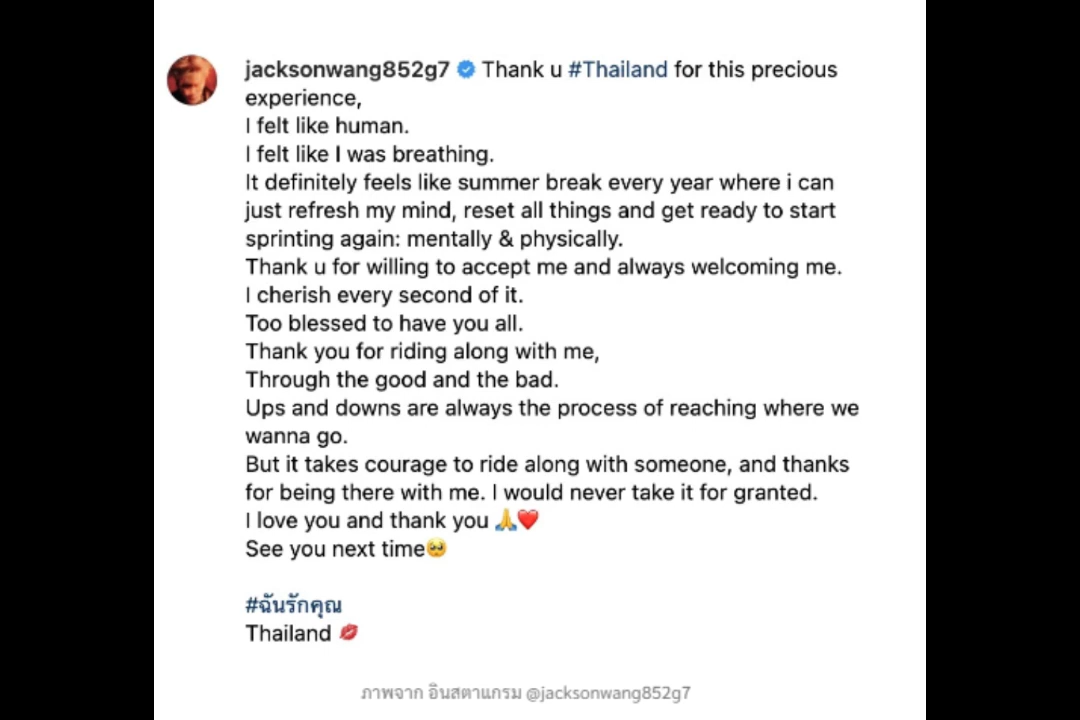 jacksonwang852g7 Thank u #Thailand for this precious
experience,
I felt like human.
I felt like I was breathing.
It definitely feels like summer break every year where i can
just refresh my mind, reset all things and get ready to start
sprinting again: mentally & physically.
Thank u for willing to accept me and always welcoming me.
I cherish every second of it.
Too blessed to have you all.
Thank you for riding along with me,
Through the good and the bad.
Ups and downs are always the process of reaching where we
wanna go.
But it takes courage to ride along with someone, and thanks
for being there with me. I would never take it for granted.
I love you and thank you 🙏❤️
See you next time🥺
#ฉันรักคุณ
Thailand 💋
ภาพจาก อินสตาแกรม @jacksonwang852g7